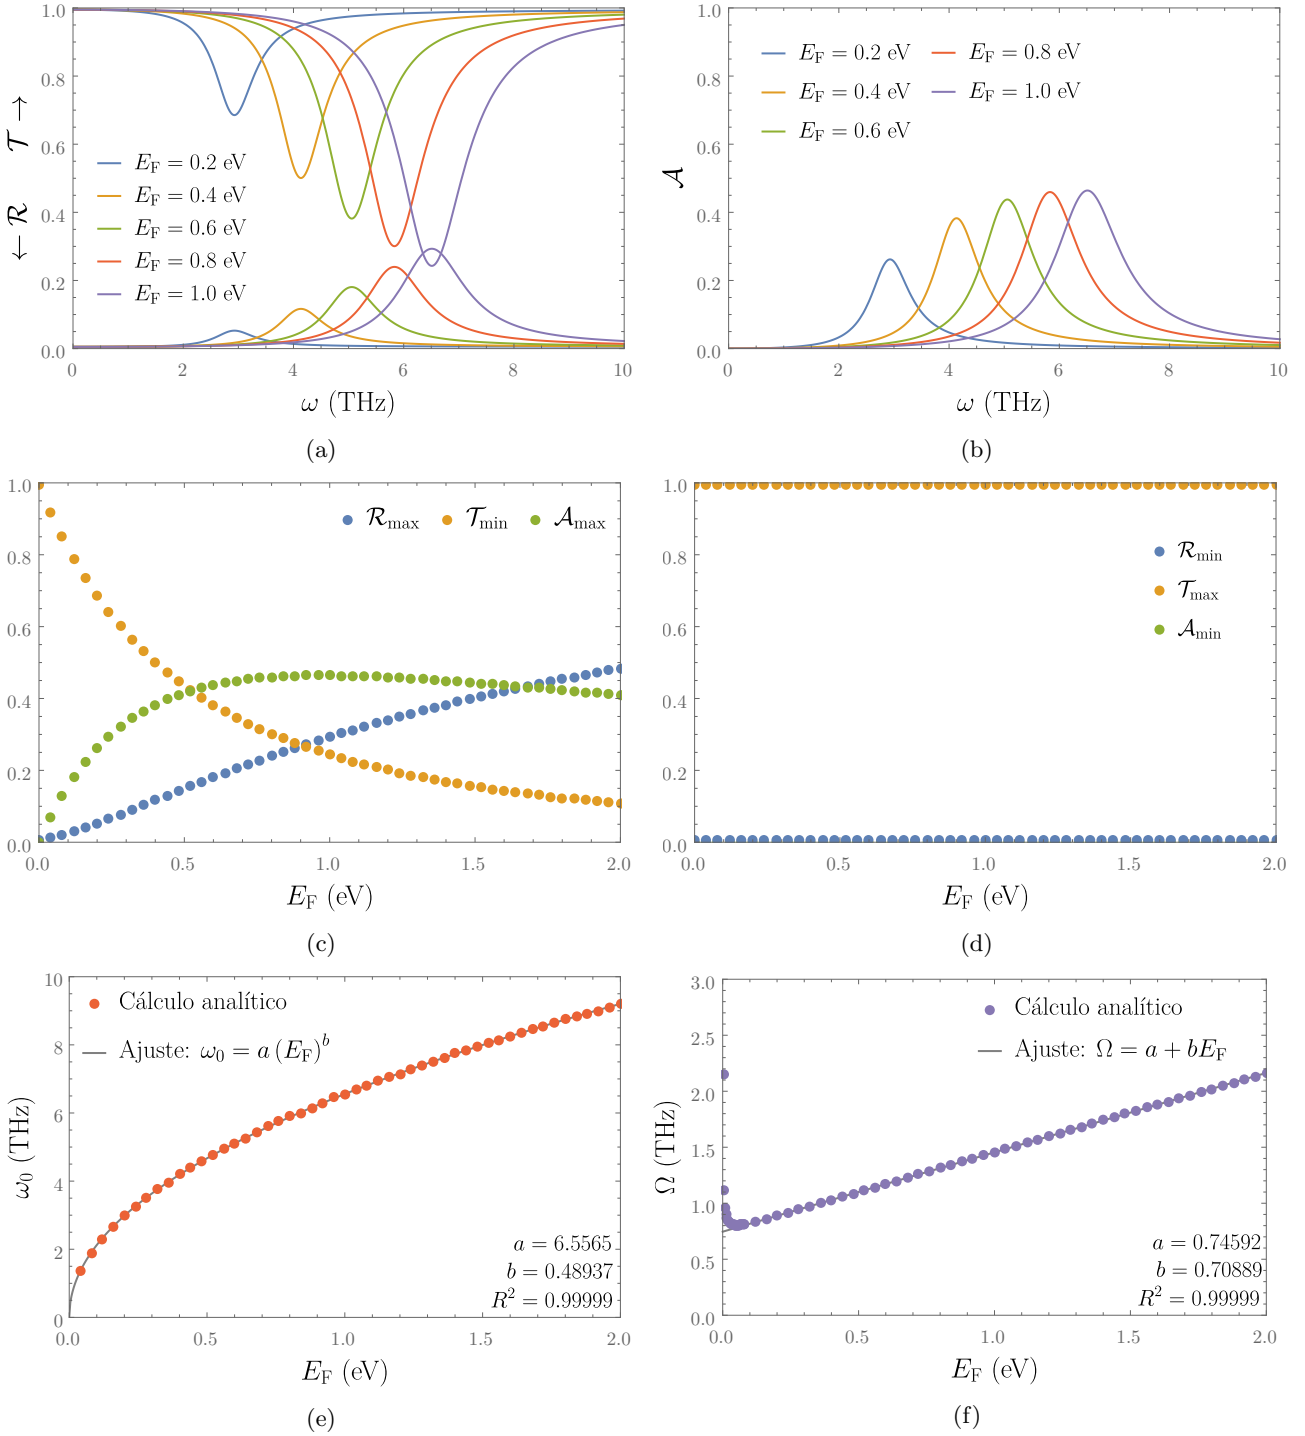 1.0
0.8
0.6
0.4
0.2
0.0
← ℛ 𝒯 →
E_F = 0.2 eV
E_F = 0.4 eV
E_F = 0.6 eV
E_F = 0.8 eV
E_F = 1.0 eV
0 2 4 6 8 10
ω (THz)
(a)
1.0
0.8
0.6
0.4
0.2
0.0
𝒜
E_F = 0.2 eV E_F = 0.8 eV
E_F = 0.4 eV E_F = 1.0 eV
E_F = 0.6 eV
0 2 4 6 8 10
ω (THz)
(b)
1.0
0.8
0.6
0.4
0.2
0.0
ℛ_max 𝒯_min 𝒜_max
0.0 0.5 1.0 1.5 2.0
E_F (eV)
(c)
1.0
0.8
0.6
0.4
0.2
0.0
ℛ_min
𝒯_max
𝒜_min
0.0 0.5 1.0 1.5 2.0
E_F (eV)
(d)
10
8
6
4
2
0
ω_0 (THz)
Cálculo analítico
Ajuste: ω_0 = a (E_F)^b
a = 6.5565
b = 0.48937
R^2 = 0.99999
0.0 0.5 1.0 1.5 2.0
E_F (eV)
(e)
3.0
2.5
2.0
1.5
1.0
0.5
0.0
Ω (THz)
Cálculo analítico
Ajuste: Ω = a + bE_F
a = 0.74592
b = 0.70889
R^2 = 0.99999
0.0 0.5 1.0 1.5 2.0
E_F (eV)
(f)